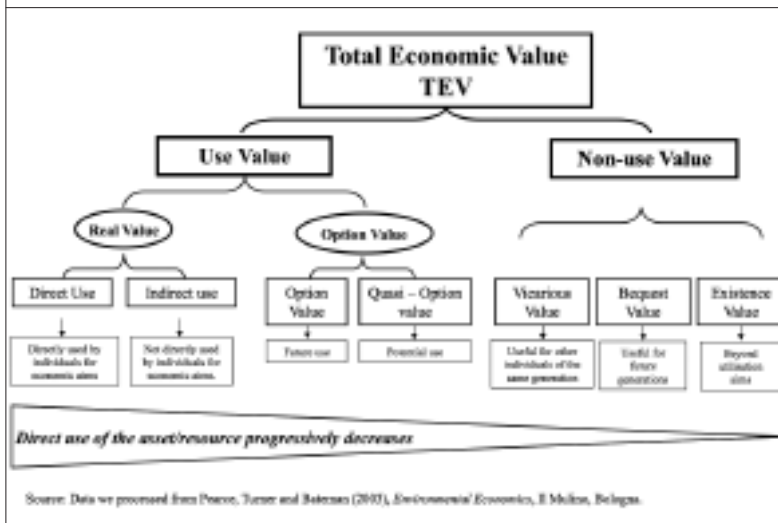 Total Economic Value
TEV
Use Value
Non-use Value
Real Value
Option Value
Direct Use
Indirect use
Option
Value
Quasi – Option
value
Vicarious
Value
Bequest
Value
Existence
Value
Directly used by
individuals for
economic aims
Not directly used
by individuals for
economic aims.
Future use
Potential use
Useful for other
individuals of the
same generation
Useful for
future
generations
Beyond
utilisation
aims
Direct use of the asset/resource progressively decreases
Source: Data we processed from Pearce, Turner and Bateman (2003), Environmental Economics, Il Mulino, Bologna.